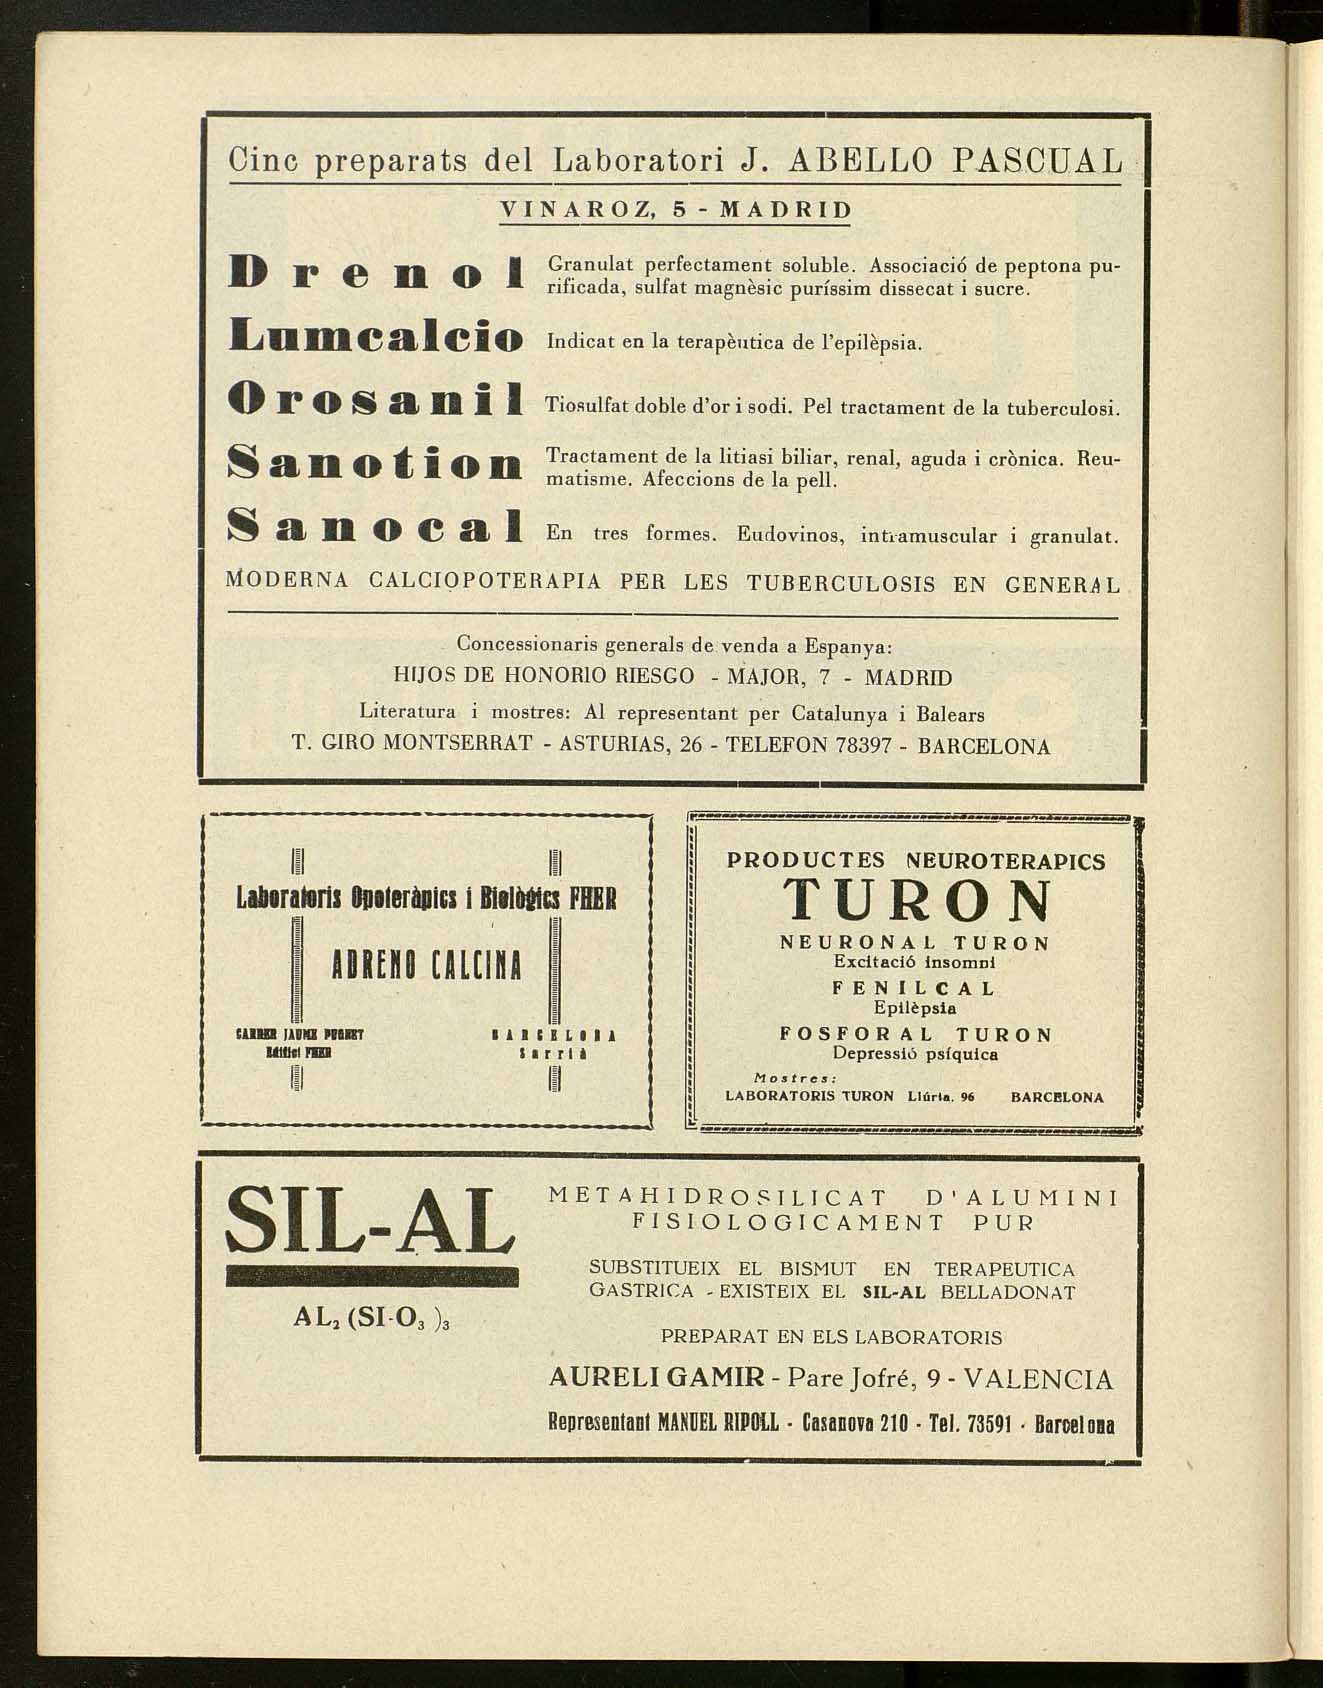 Cinc preparats del Laboratori J. ABELLO PASCUAL
VINAROZ, 5 - MADRID
Drenol
Granulat perfectament soluble. Associació de peptona pu-
rificada, sulfat magnèsic puríssim dissecat i sucre.
Lumcalcio
Indicat en la terapèutica de l'epilèpsia.
Orosanil
Tiosulfat doble d'or i sodi. Pel tractament de la tuberculosi.
Sanotion
Tractament de la litiasi biliar, renal, aguda i crònica. Reu-
matisme. Afeccions de la pell.
Sanocal
En tres formes. Eudovinos, intramuscular i granulat.
MODERNA CALCIOPOTERAPIA PER LES TUBERCULOSIS EN GENERAL
Concessionaris generals de venda a Espanya:
HIJOS DE HONORIO RIESGO - MAJOR, 7 - MADRID
Literatura i mostres: Al representant per Catalunya i Balears
T. GIRO MONTSERRAT - ASTURIAS, 26 - TELEFON 78397 - BARCELONA
Laboratoris Opoteràpics i Biològics FHER
ADRENO CALCINA
CARRER JAUME PUGNET
Edifici FHER
BARCELONA
Sarrià
PRODUCTES NEUROTERAPICS
TURON
NEURONAL TURON
Excitació insomni
FENILCAL
Epilèpsia
FOSFORAL TURON
Depressió psíquica
Mostres:
LABORATORIS TURON Llúria, 96 BARCELONA
SIL-AL
AL₂ (SI-O₃)₃
METAHIDROSILICAT D'ALUMINI
FISIOLOGICAMENT PUR
SUBSTITUEIX EL BISMUT EN TERAPEUTICA
GASTRICA - EXISTEIX EL SIL-AL BELLADONAT
PREPARAT EN ELS LABORATORIS
AURELI GAMIR - Pare Jofré, 9 - VALENCIA
Representant MANUEL RIPOLL - Casanova 210 - Tel. 73591 - Barcelona